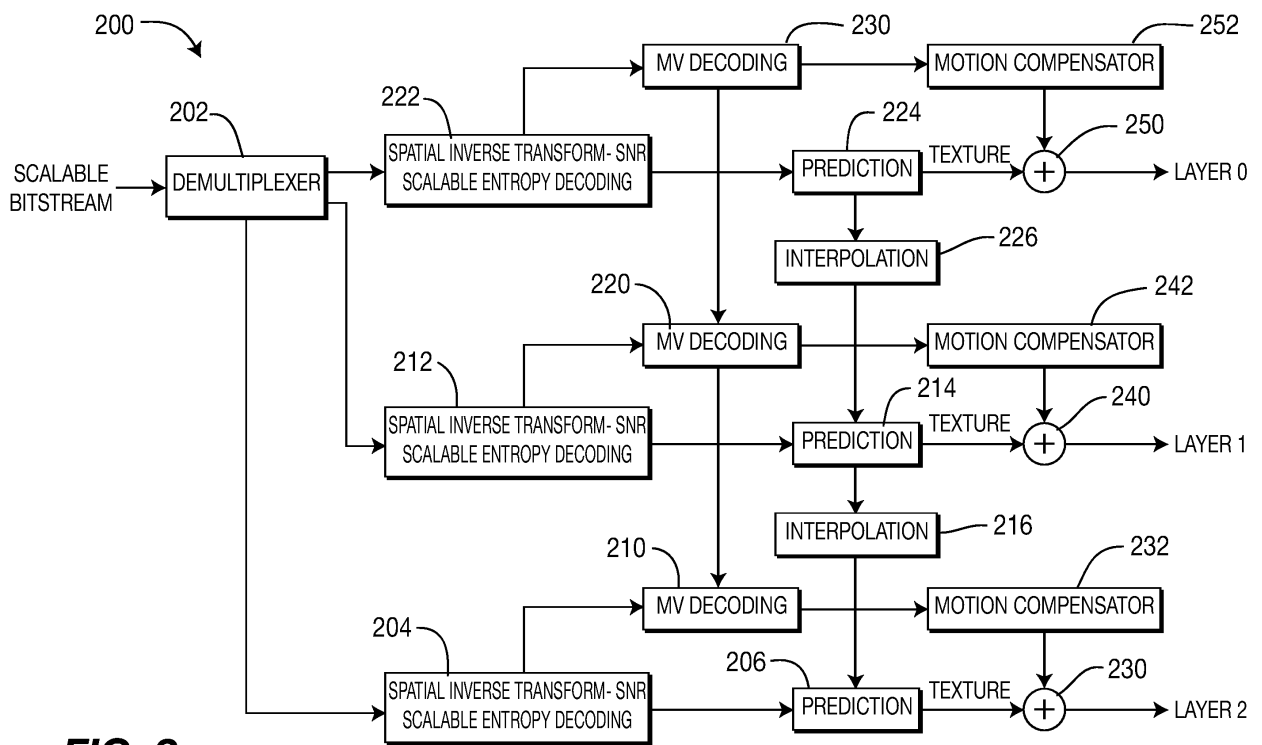 200
230
252
MV DECODING
MOTION COMPENSATOR
222
202
224
250
SPATIAL INVERSE TRANSFORM- SNR
SCALABLE ENTROPY DECODING
SCALABLE
BITSTREAM
DEMULTIPLEXER
PREDICTION
TEXTURE
+
LAYER 0
226
INTERPOLATION
220
242
MV DECODING
MOTION COMPENSATOR
212
214
240
SPATIAL INVERSE TRANSFORM- SNR
SCALABLE ENTROPY DECODING
PREDICTION
TEXTURE
+
LAYER 1
INTERPOLATION
216
210
232
MV DECODING
MOTION COMPENSATOR
204
206
230
SPATIAL INVERSE TRANSFORM- SNR
SCALABLE ENTROPY DECODING
PREDICTION
TEXTURE
+
LAYER 2